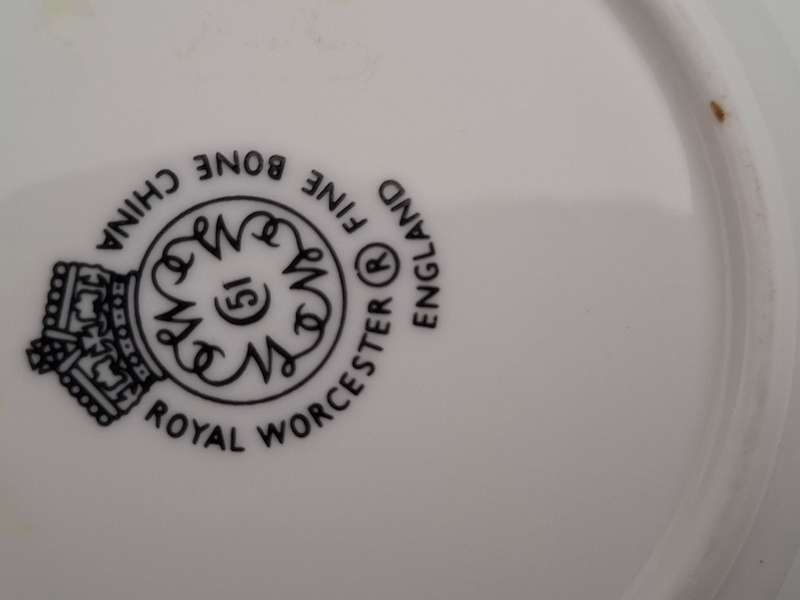 FINE BONE CHINA
ROYAL WORCESTER ®
ENGLAND
51